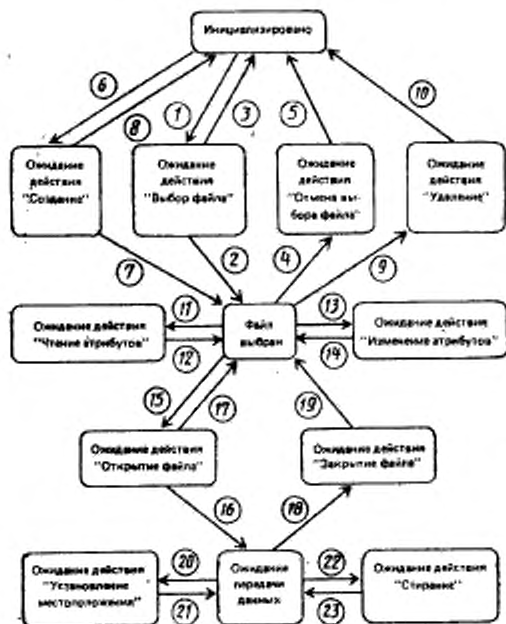 Инициализировано
6
8
1
3
5
10
Ожидание
действия
"Создание"
Ожидание
действия
"Выбор файла"
Ожидание
действия
"Отмена вы-
бора файла"
Ожидание
действия
"Удаление"
7
2
4
9
11
13
Ожидание действия
"Чтение атрибутов"
Файл
выбран
Ожидание действия
"Изменение атрибутов"
12
14
15
17
19
Ожидание действия
"Открытие файла"
Ожидание действия
"Закрытие файла"
16
18
20
22
Ожидание действия
"Установление
местоположения"
Ожидание
передачи
данных
Ожидание действия
"Стирание"
21
23